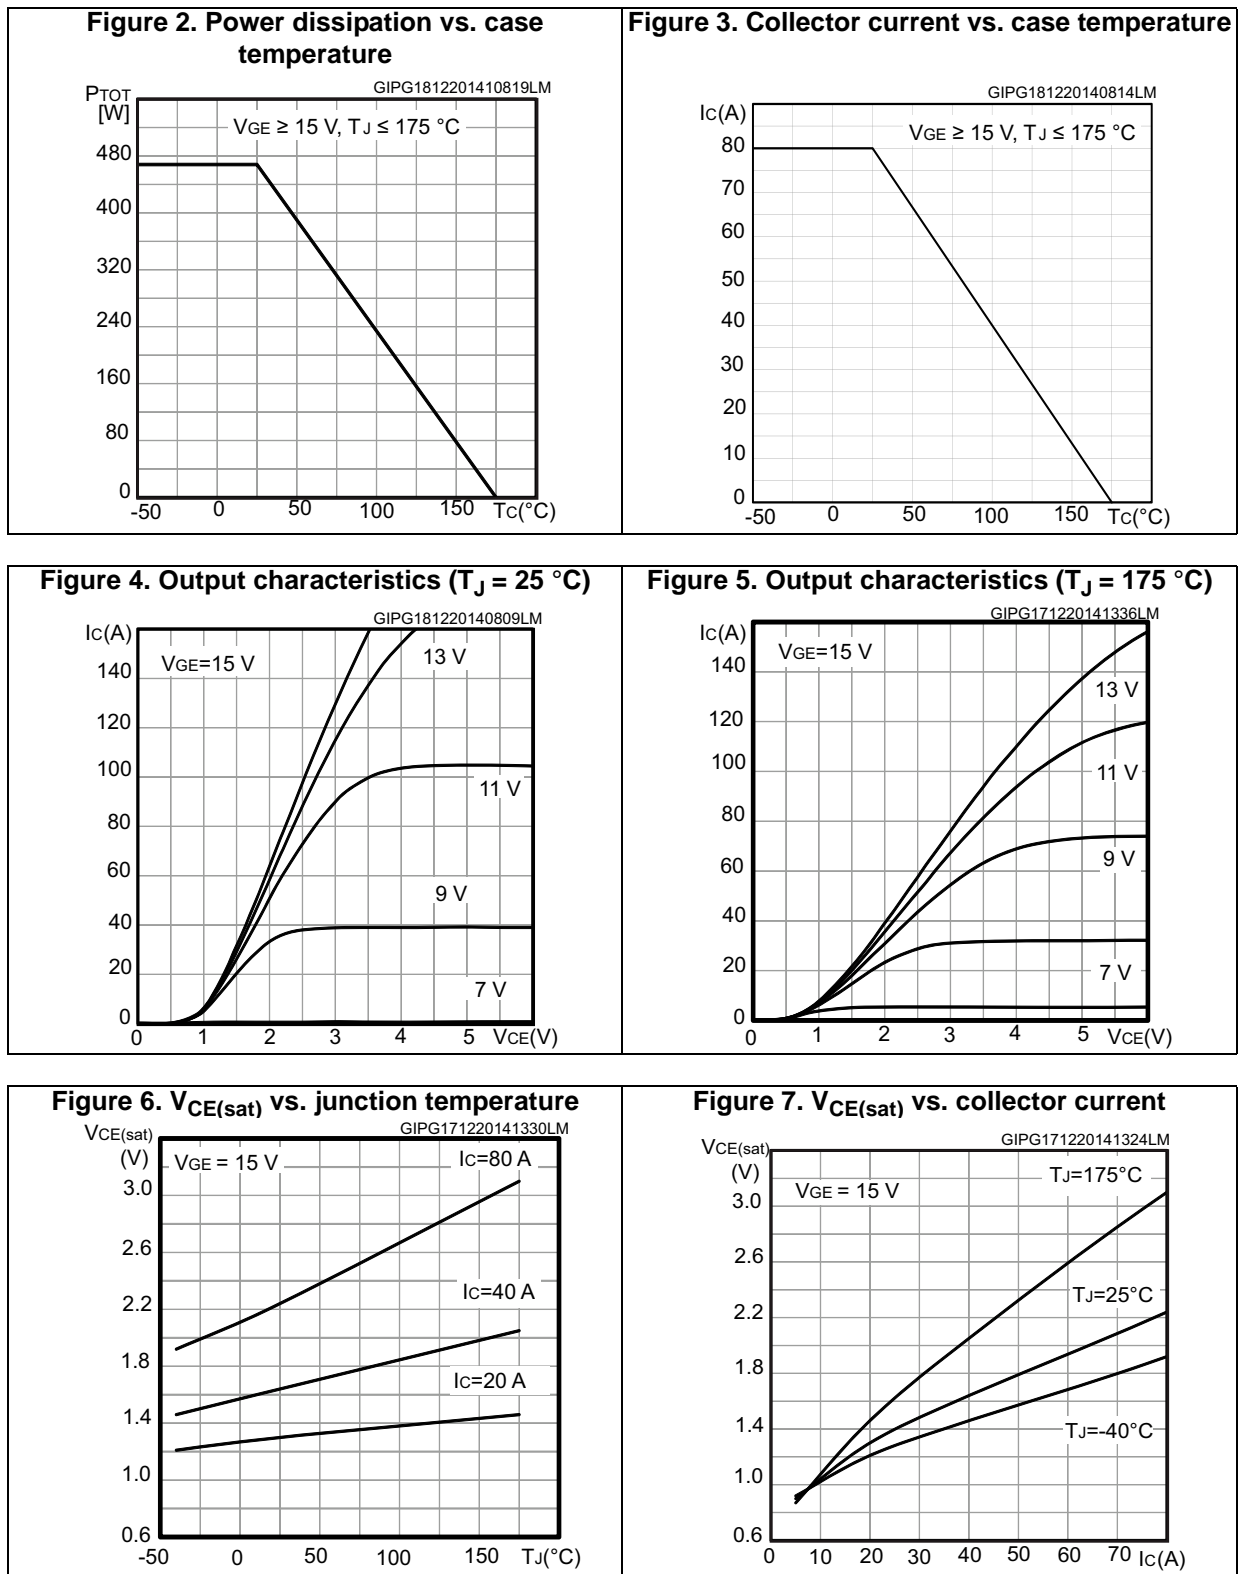 Figure 2. Power dissipation vs. case
temperature
GIPG1812201410819LM
PTOT
[W]
VGE ≥ 15 V, TJ ≤ 175 °C
480
400
320
240
160
80
0
-50 0 50 100 150 TC(°C)
Figure 3. Collector current vs. case temperature
GIPG181220140814LM
IC(A)
VGE ≥ 15 V, TJ ≤ 175 °C
80
70
60
50
40
30
20
10
0
-50 0 50 100 150 TC(°C)
Figure 4. Output characteristics (TJ = 25 °C)
GIPG181220140809LM
IC(A)
VGE=15 V
13 V
140
120
100
11 V
80
60
9 V
40
20
7 V
0
0 1 2 3 4 5 VCE(V)
Figure 5. Output characteristics (TJ = 175 °C)
GIPG171220141336LM
IC(A)
VGE=15 V
140
13 V
120
100
11 V
80
60
9 V
40
20
7 V
0
0 1 2 3 4 5 VCE(V)
Figure 6. VCE(sat) vs. junction temperature
GIPG171220141330LM
VCE(sat)
(V)
VGE = 15 V
IC=80 A
3.0
2.6
IC=40 A
2.2
1.8
IC=20 A
1.4
1.0
0.6
-50 0 50 100 150 TJ(°C)
Figure 7. VCE(sat) vs. collector current
GIPG171220141324LM
VCE(sat)
(V)
TJ=175°C
VGE = 15 V
3.0
2.6
TJ=25°C
2.2
1.8
1.4
TJ=-40°C
1.0
0.6
0 10 20 30 40 50 60 70 IC(A)